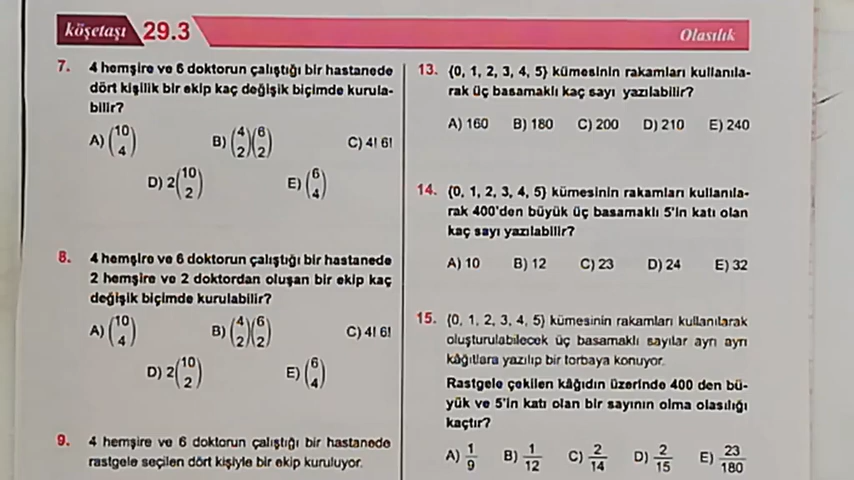 köşetaşı 29.3
Olasılık
7. 4 hemşire ve 6 doktorun çalıştığı bir hastanede
dört kişilik bir ekip kaç değişik biçimde kurula-
bilir?
A) (10 4) B) (4 2)(6 2) C) 4! 6!
D) 2(10 2) E) (6 4)
8. 4 hemşire ve 6 doktorun çalıştığı bir hastanede
2 hemşire ve 2 doktordan oluşan bir ekip kaç
değişik biçimde kurulabilir?
A) (10 4) B) (4 2)(6 2) C) 4! 6!
D) 2(10 2) E) (6 4)
9. 4 hemşire ve 6 doktorun çalıştığı bir hastanede
rastgele seçilen dört kişiyle bir ekip kuruluyor.
13. {0, 1, 2, 3, 4, 5} kümesinin rakamları kullanıla-
rak üç basamaklı kaç sayı yazılabilir?
A) 160 B) 180 C) 200 D) 210 E) 240
14. {0, 1, 2, 3, 4, 5} kümesinin rakamları kullanıla-
rak 400'den büyük üç basamaklı 5'in katı olan
kaç sayı yazılabilir?
A) 10 B) 12 C) 23 D) 24 E) 32
15. {0, 1, 2, 3, 4, 5} kümesinin rakamları kullanılarak
oluşturulabilecek üç basamaklı sayılar ayrı ayrı
kâğıtlara yazılıp bir torbaya konuyor.
Rastgele çekilen kâğıdın üzerinde 400 den bü-
yük ve 5'in katı olan bir sayının olma olasılığı
kaçtır?
A) 1/9 B) 1/12 C) 2/14 D) 2/15 E) 23/180